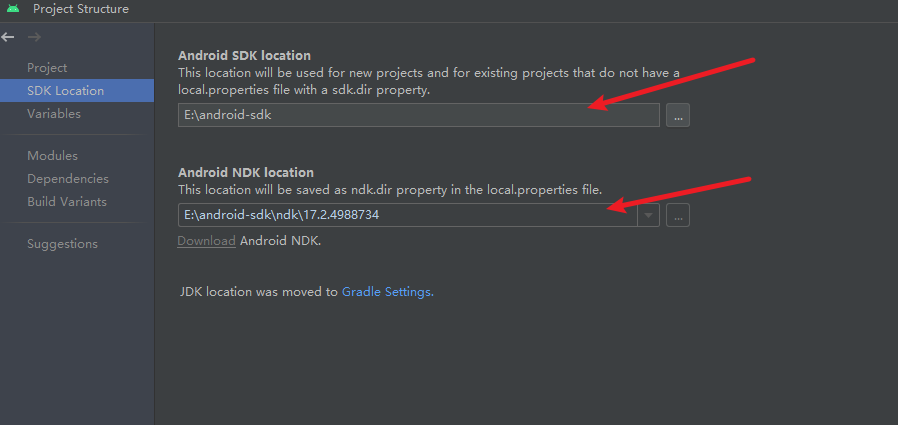 Project Structure
Project
SDK Location
Variables
Modules
Dependencies
Build Variants
Suggestions
Android SDK location
This location will be used for new projects and for existing projects that do not have a
local.properties file with a sdk.dir property.
E:\android-sdk
...
Android NDK location
This location will be saved as ndk.dir property in the local.properties file.
E:\android-sdk\ndk\17.2.4988734
...
Download Android NDK.
JDK location was moved to Gradle Settings.